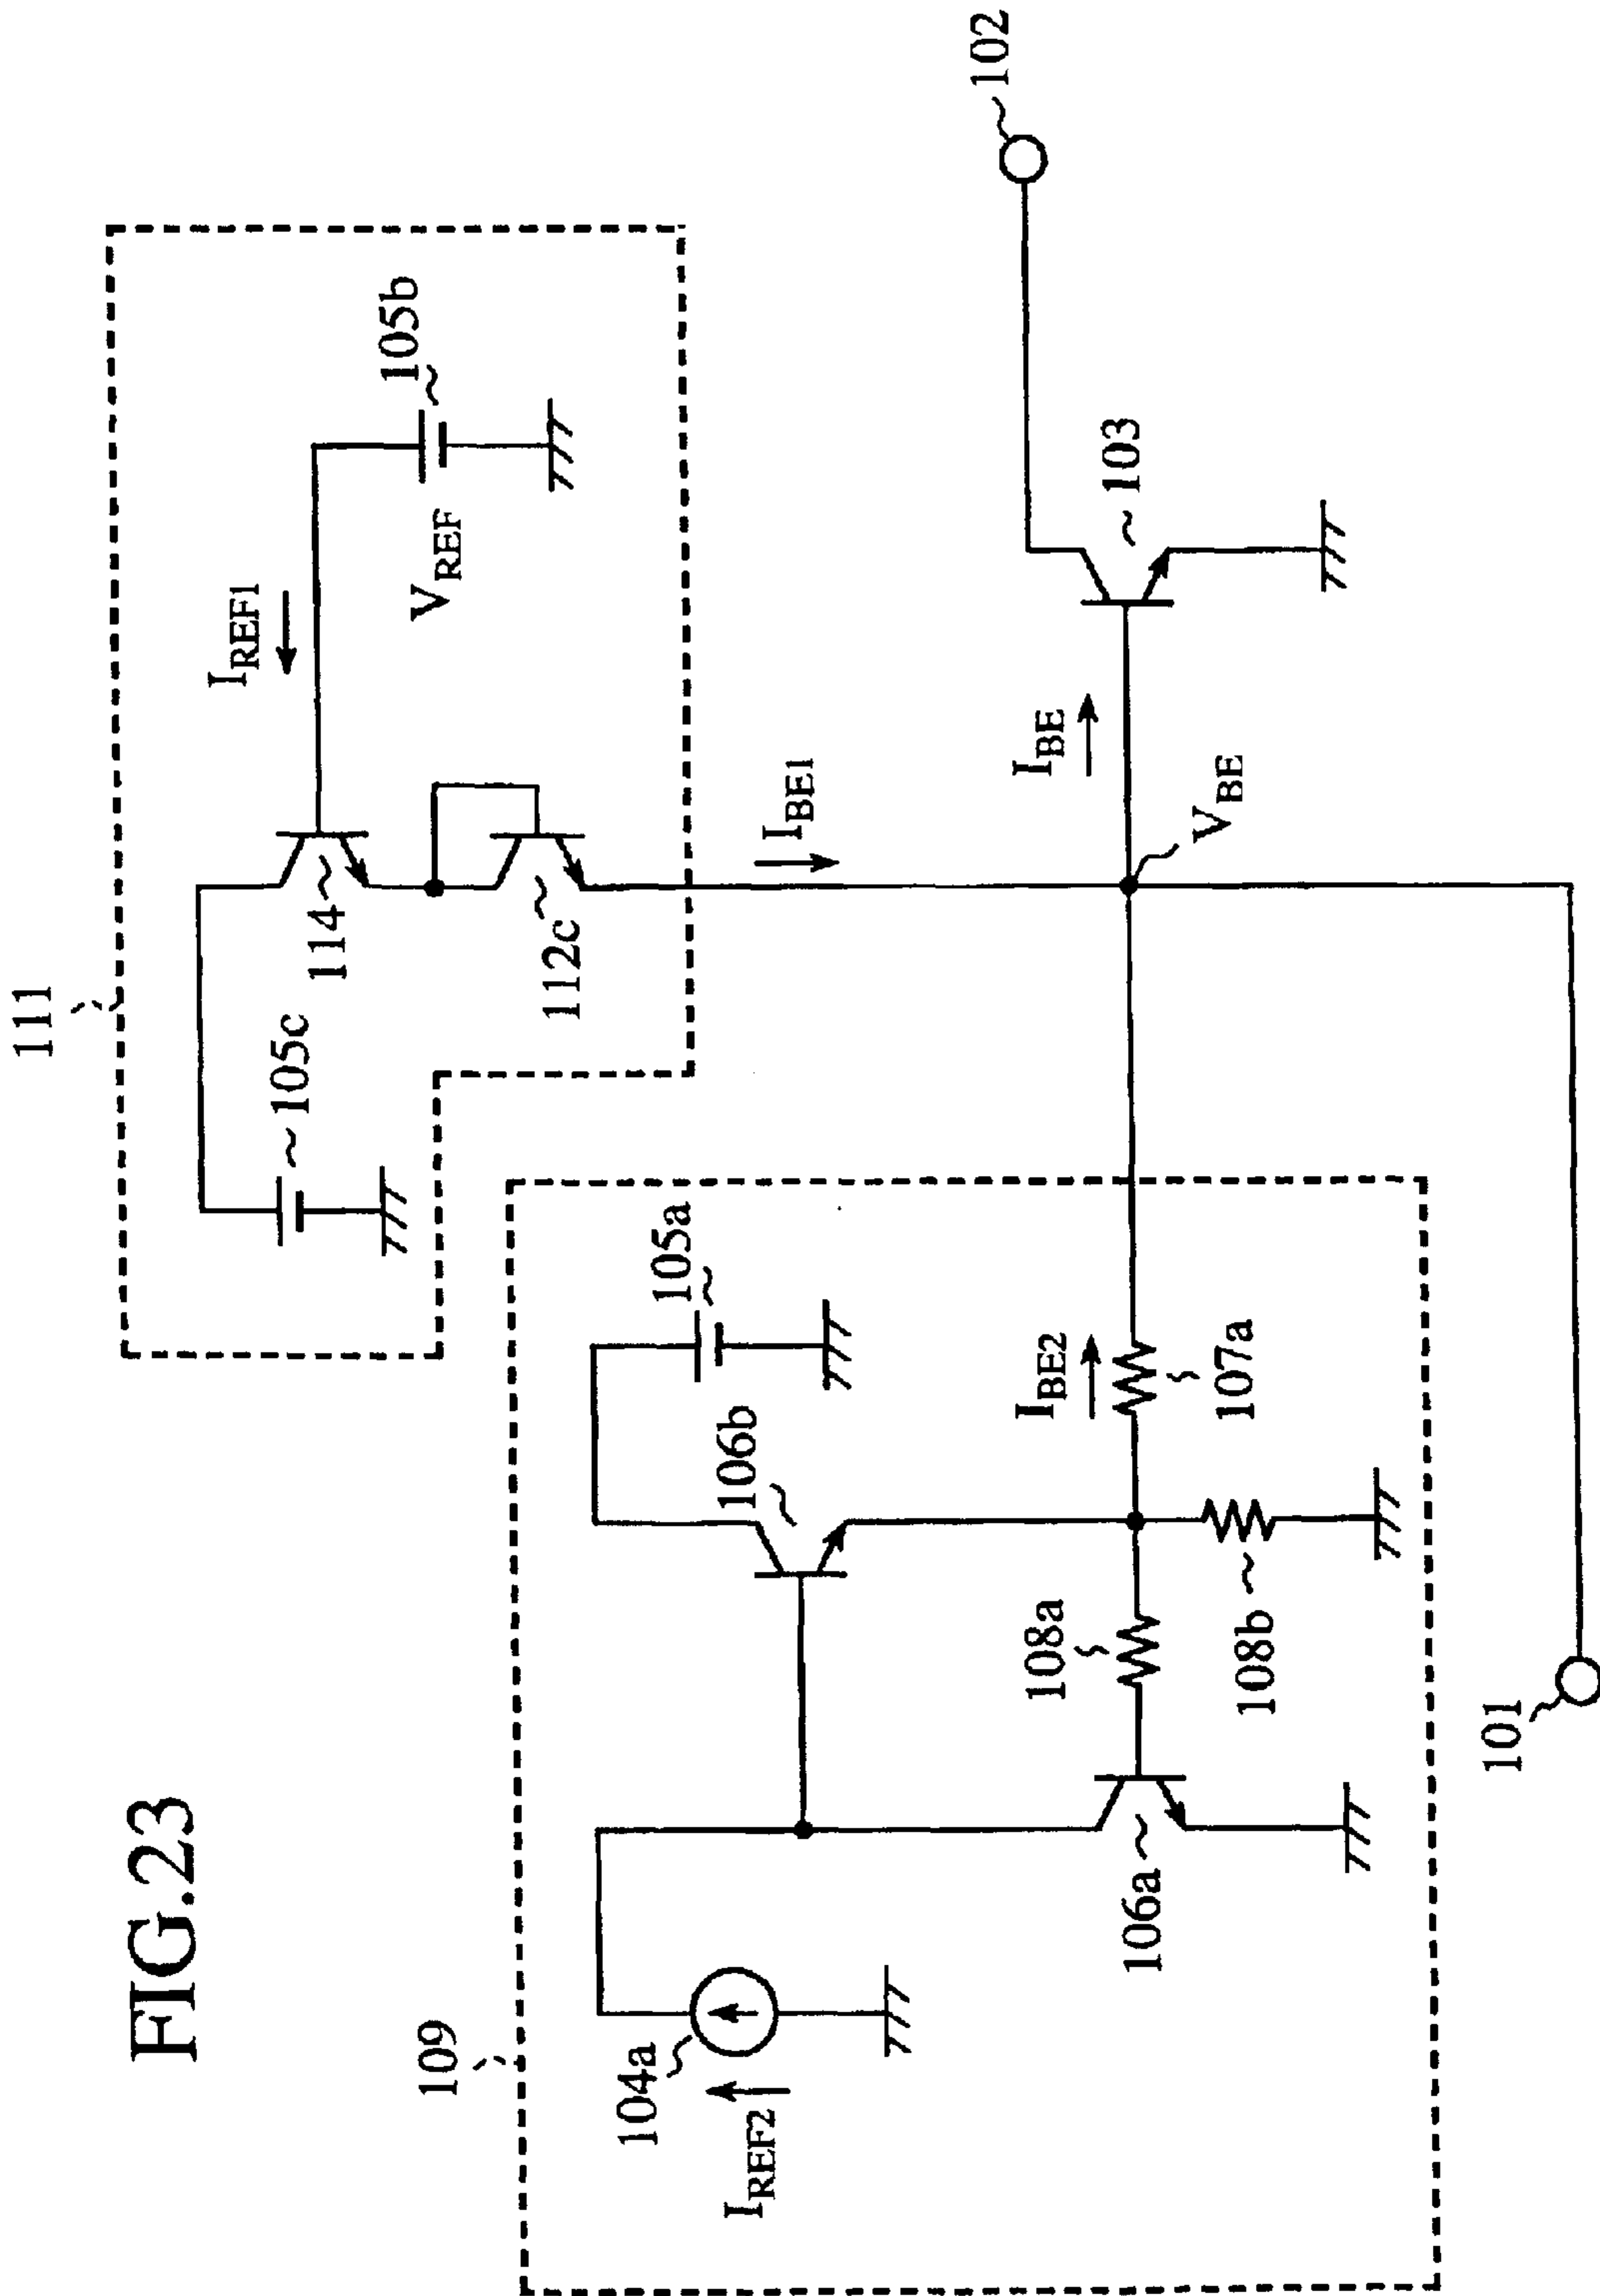 FIG.23
111
105c
114
112c
I_REF1
V_REF
105b
I_BE1
102
103
I_BE
V_BE
109
104a
I_REF2
106b
105a
106a
108a
108b
I_BE2
107a
101